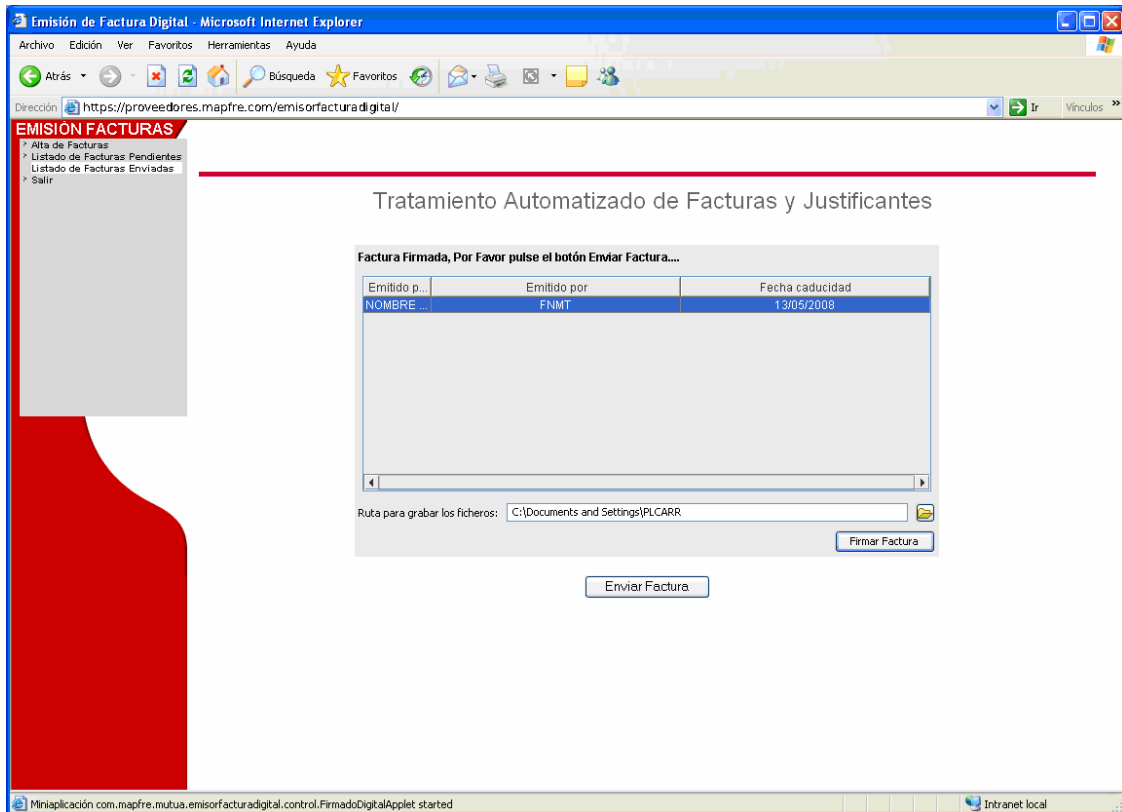 Emisión de Factura Digital - Microsoft Internet Explorer
Archivo Edición Ver Favoritos Herramientas Ayuda
Atrás Búsqueda Favoritos
Dirección https://proveedores.mapfre.com/emisorfacturadigital/ Ir Vínculos »
EMISIÓN FACTURAS
Alta de Facturas
Listado de Facturas Pendientes
Listado de Facturas Enviadas
Salir
Tratamiento Automatizado de Facturas y Justificantes
Factura Firmada, Por Favor pulse el botón Enviar Factura....
Emitido p... Emitido por Fecha caducidad
NOMBRE ... FNMT 13/05/2008
Ruta para grabar los ficheros: C:\Documents and Settings\PLCARR
Firmar Factura
Enviar Factura
Miniaplicación com.mapfre.mutua.emisorfacturadigital.control.FirmadoDigitalApplet started Intranet local